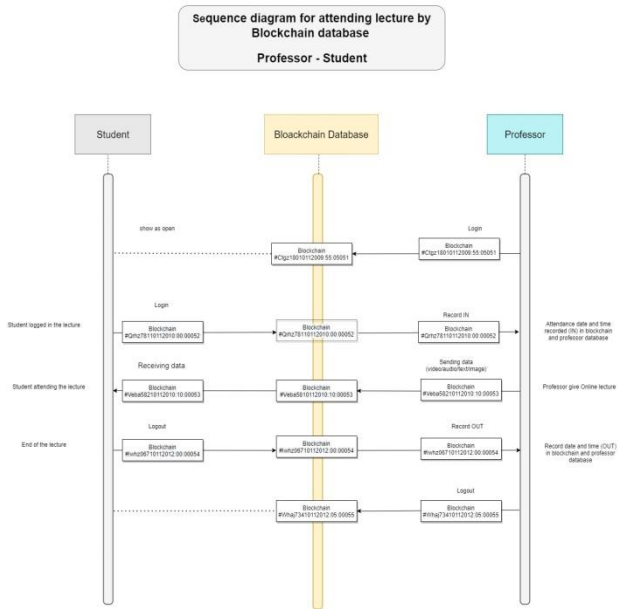 Sequence diagram for attending lecture by
Blockchain database
Professor - Student
Student
Bloackchain Database
Professor
show as open
Login
Blockchain
#Ctgz18010112009:55:05051
Blockchain
#Ctgz18010112009:55:05051
Login
Record IN
Student logged in the lecture
Blockchain
#Qrhz78110112010:00:00052
Blockchain
#Qrhz78110112010:00:00052
Blockchain
#Qrhz78110112010:00:00052
Attendance date and time
recorded (IN) in blockchain
and professor database
Receiving data
Sending data
(video/audio/text/image)
Student attending the lecture
Blockchain
#Veba58210112010:10:00053
Blockchain
#Veba5810112010:10:00053
Blockchain
#Veba58210112010:10:00053
Professor give Online lecture
Logout
Record OUT
End of the lecture
Blockchain
#Iwhz06710112012:00:00054
Blockchain
#Iwhz06710112012:00:00054
Blockchain
#Iwhz06710112012:00:00054
Record date and time (OUT)
in blockchain and professor
database
Logout
Blockchain
#Whaj73410112012:05:00055
Blockchain
#Whaj73410112012:05:00055